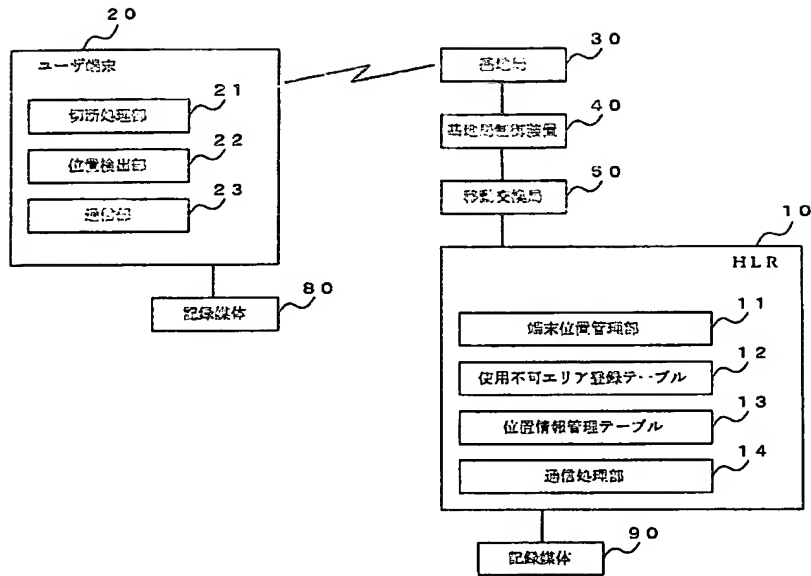 20
ユーザ端末
21
切断処理部
22
位置検出部
23
通信部
80
記録媒体
30
基地局
40
基地局制御装置
50
移動交換局
10
HLR
11
端末位置管理部
12
使用不可エリア登録テーブル
13
位置情報管理テーブル
14
通信処理部
90
記録媒体